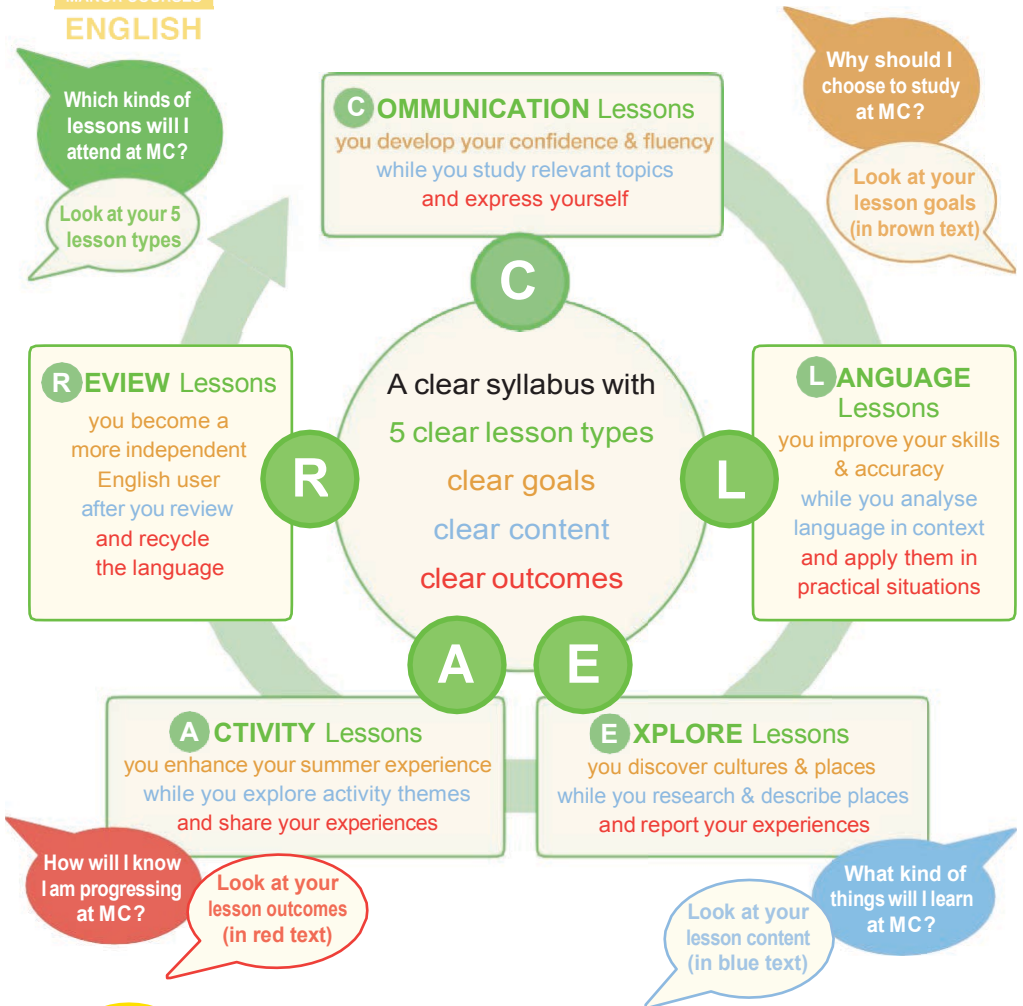 ENGLISH
Which kinds of
lessons will I
attend at MC?
Look at your 5
lesson types
Why should I
choose to study
at MC?
Look at your
lesson goals
(in brown text)
COMMUNICATION Lessons
you develop your confidence & fluency
while you study relevant topics
and express yourself
C
REVIEW Lessons
you become a
more independent
English user
after you review
and recycle
the language
R
A clear syllabus with
5 clear lesson types
clear goals
clear content
clear outcomes
L
LANGUAGE
Lessons
you improve your skills
& accuracy
while you analyse
language in context
and apply them in
practical situations
A
E
ACTIVITY Lessons
you enhance your summer experience
while you explore activity themes
and share your experiences
EXPLORE Lessons
you discover cultures & places
while you research & describe places
and report your experiences
How will I know
I am progressing
at MC?
Look at your
lesson outcomes
(in red text)
What kind of
things will I learn
at MC?
Look at your
lesson content
(in blue text)